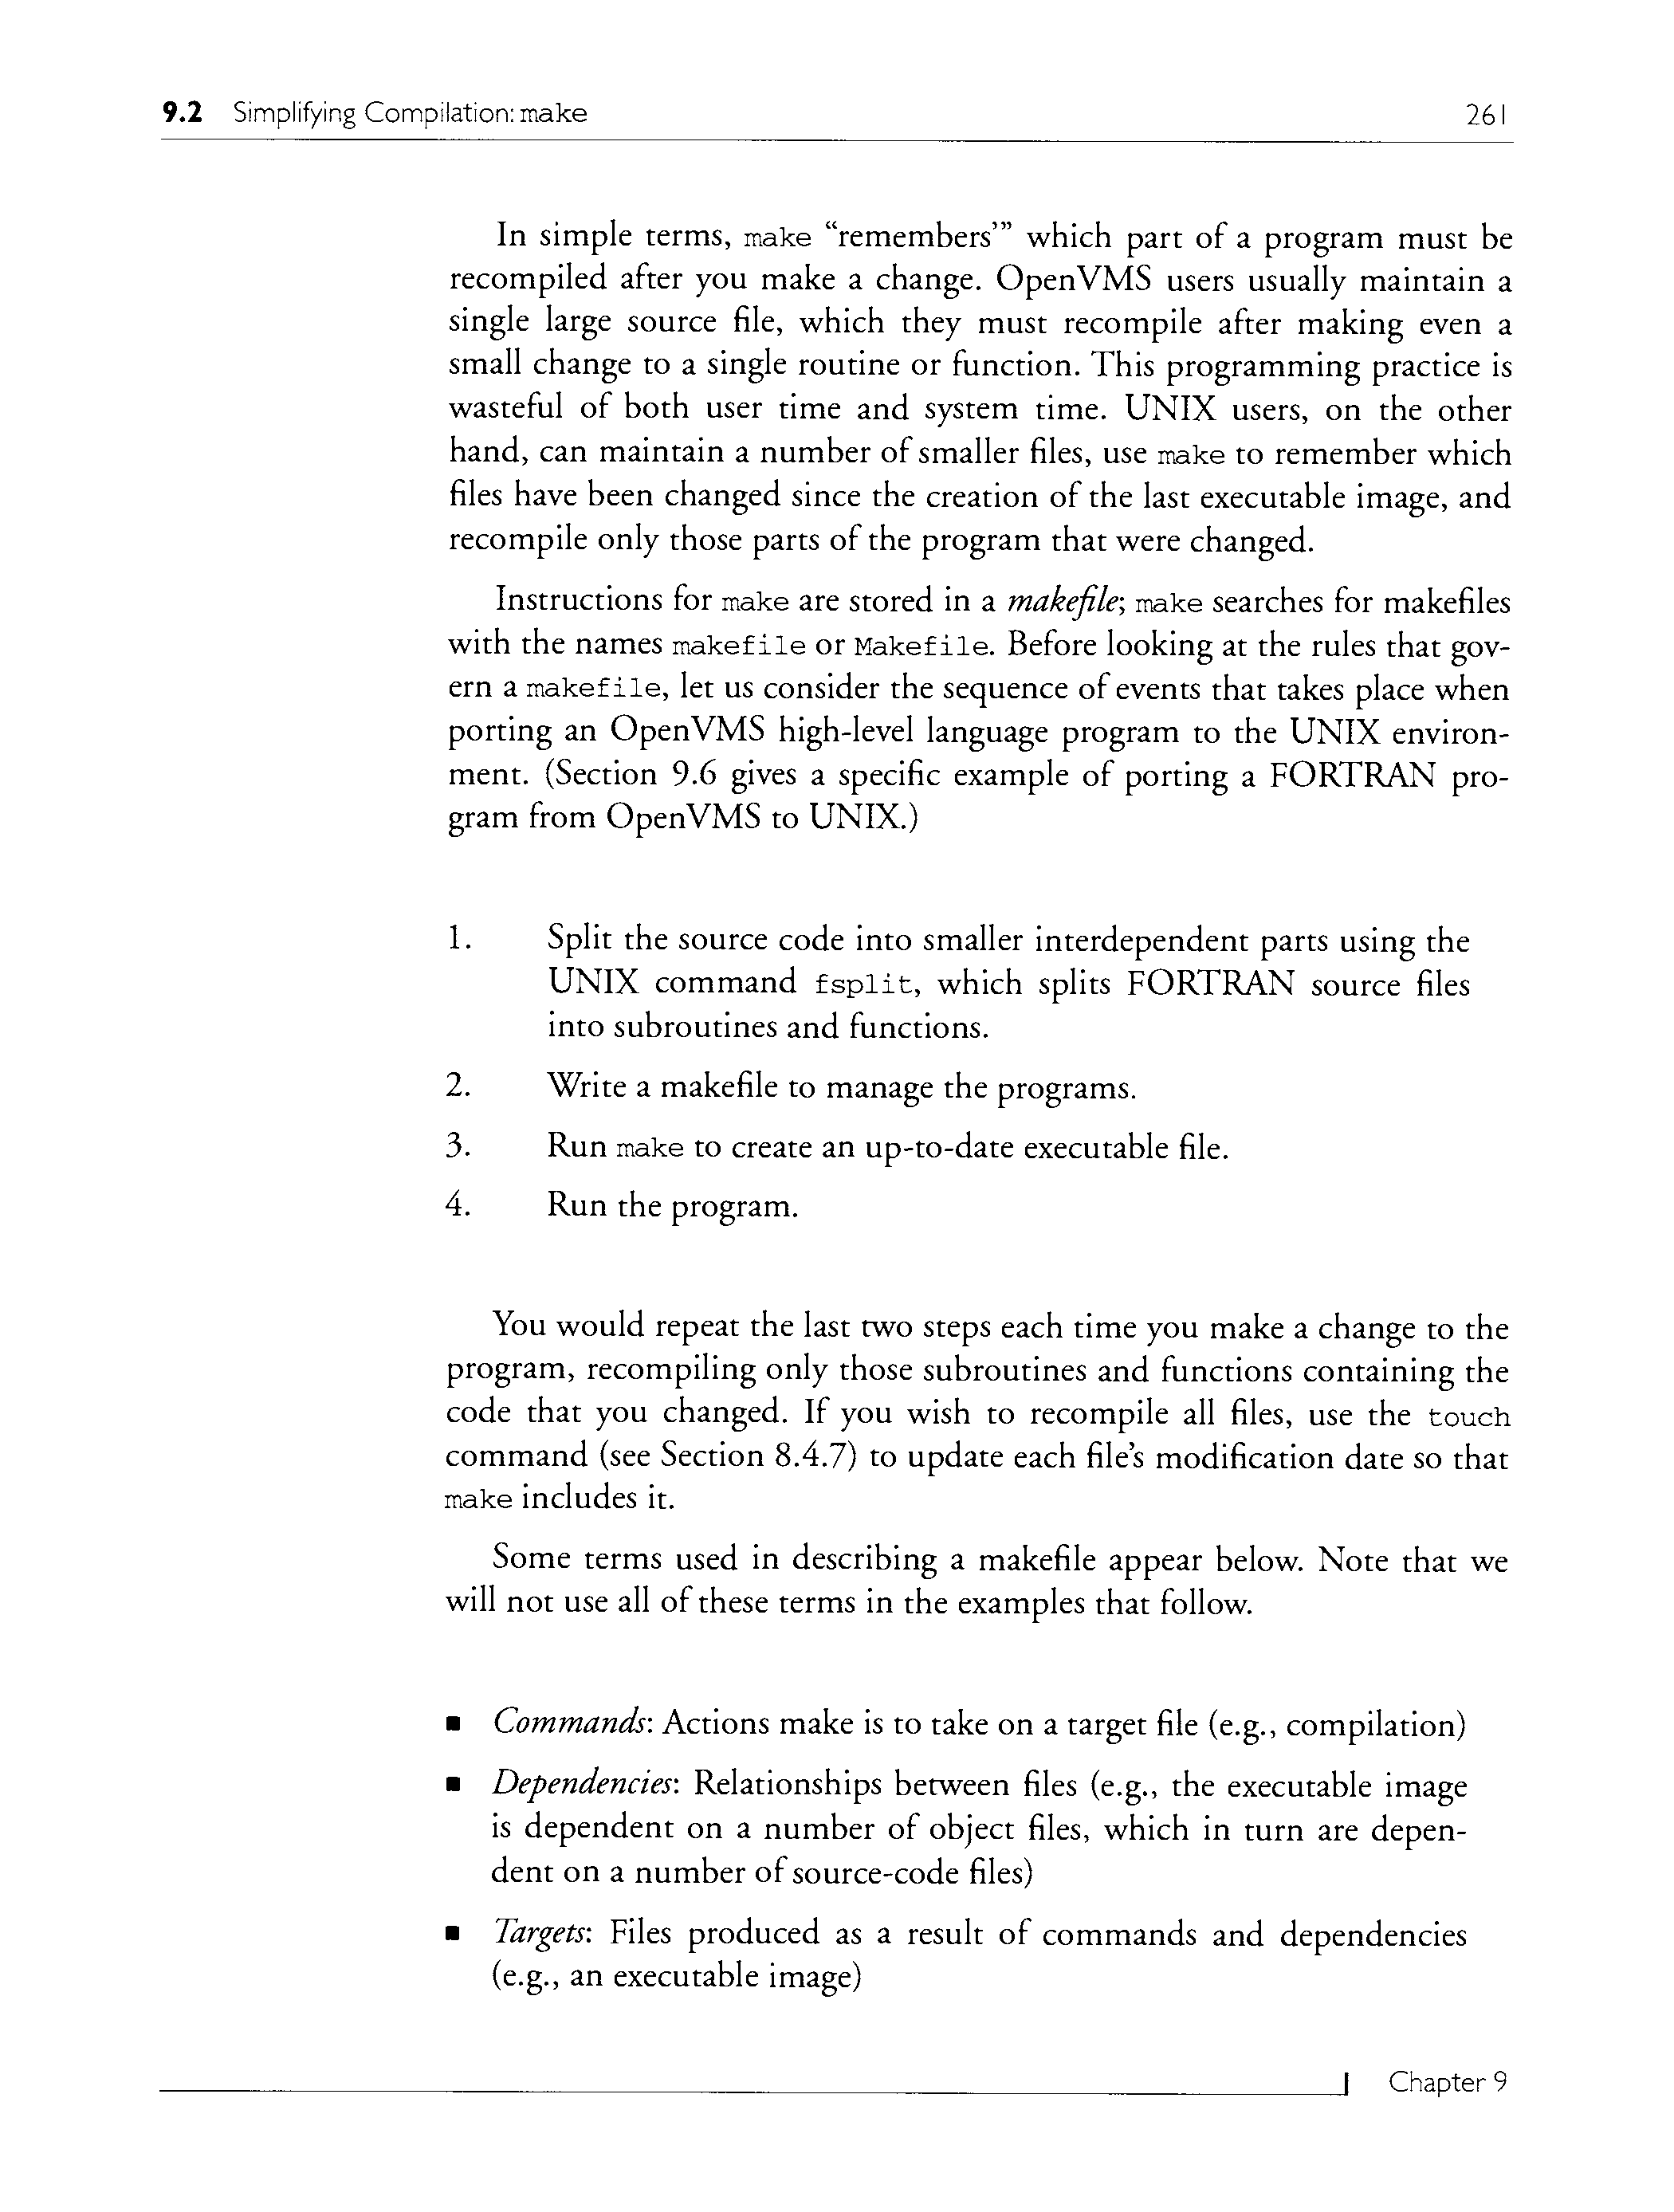 9.2 Simplifying Compilation: make 261
In simple terms, make “remembers’” which part of a program must be
recompiled after you make a change. OpenVMS users usually maintain a
single large source file, which they must recompile after making even a
small change to a single routine or function. This programming practice is
wasteful of both user time and system time. UNIX users, on the other
hand, can maintain a number of smaller files, use make to remember which
files have been changed since the creation of the last executable image, and
recompile only those parts of the program that were changed.
Instructions for make are stored in a makefile; make searches for makefiles
with the names makefile or Makefile. Before looking at the rules that gov-
ern a makefile, let us consider the sequence of events that takes place when
porting an OpenVMS high-level language program to the UNIX environ-
ment. (Section 9.6 gives a specific example of porting a FORTRAN pro-
gram from OpenVMS to UNIX.)
1. Split the source code into smaller interdependent parts using the
UNIX command fsplit, which splits FORTRAN source files
into subroutines and functions.
2. Write a makefile to manage the programs.
3. Run make to create an up-to-date executable file.
4. Run the program.
You would repeat the last two steps each time you make a change to the
program, recompiling only those subroutines and functions containing the
code that you changed. If you wish to recompile all files, use the touch
command (see Section 8.4.7) to update each file’s modification date so that
make includes it.
Some terms used in describing a makefile appear below. Note that we
will not use all of these terms in the examples that follow.
■ Commands: Actions make is to take on a target file (e.g., compilation)
■ Dependencies: Relationships between files (e.g., the executable image
is dependent on a number of object files, which in turn are depen-
dent on a number of source-code files)
■ Targets: Files produced as a result of commands and dependencies
(e.g., an executable image)
Chapter 9